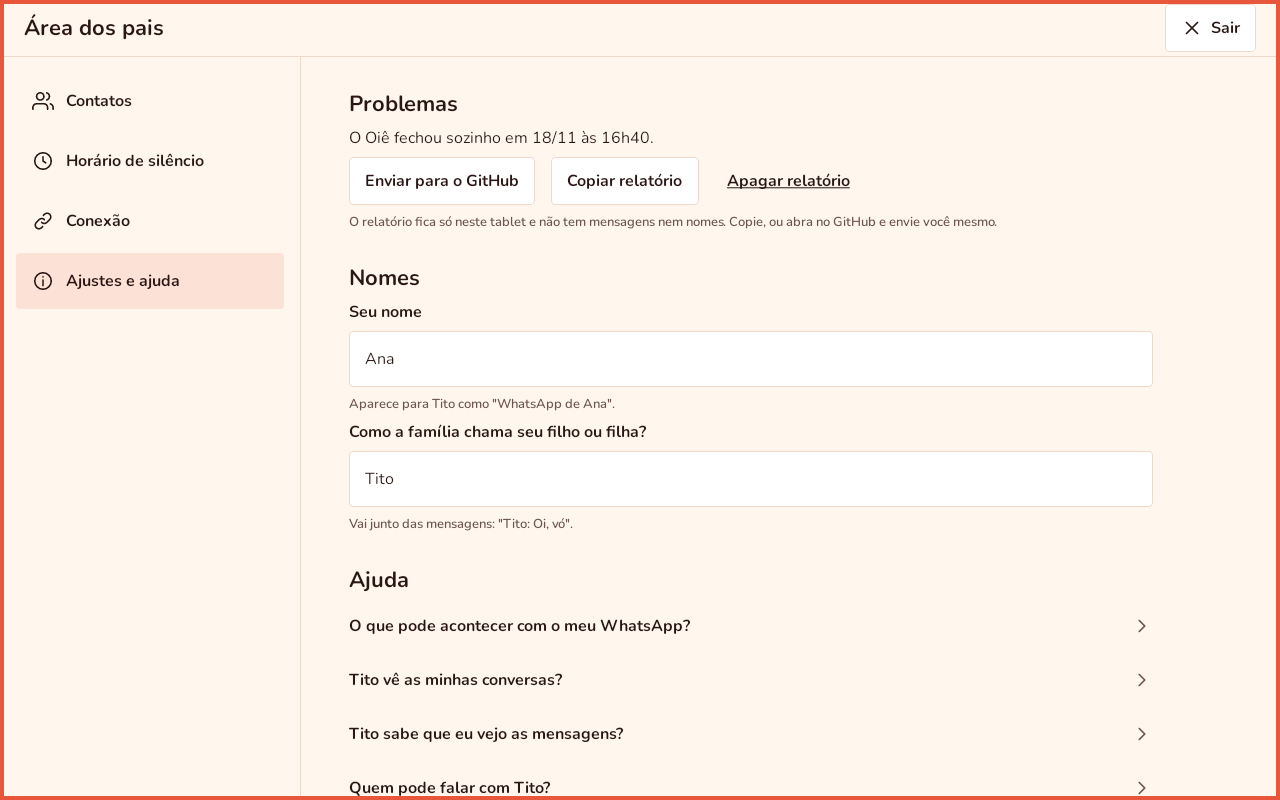 Área dos pais
Sair
Contatos
Horário de silêncio
Conexão
Ajustes e ajuda
Problemas
O Oiê fechou sozinho em 18/11 às 16h40.
Enviar para o GitHub
Copiar relatório
Apagar relatório
O relatório fica só neste tablet e não tem mensagens nem nomes. Copie, ou abra no GitHub e envie você mesmo.
Nomes
Seu nome
Ana
Aparece para Tito como "WhatsApp de Ana".
Como a família chama seu filho ou filha?
Tito
Vai junto das mensagens: "Tito: Oi, vó".
Ajuda
O que pode acontecer com o meu WhatsApp?
Tito vê as minhas conversas?
Tito sabe que eu vejo as mensagens?
Quem pode falar com Tito?